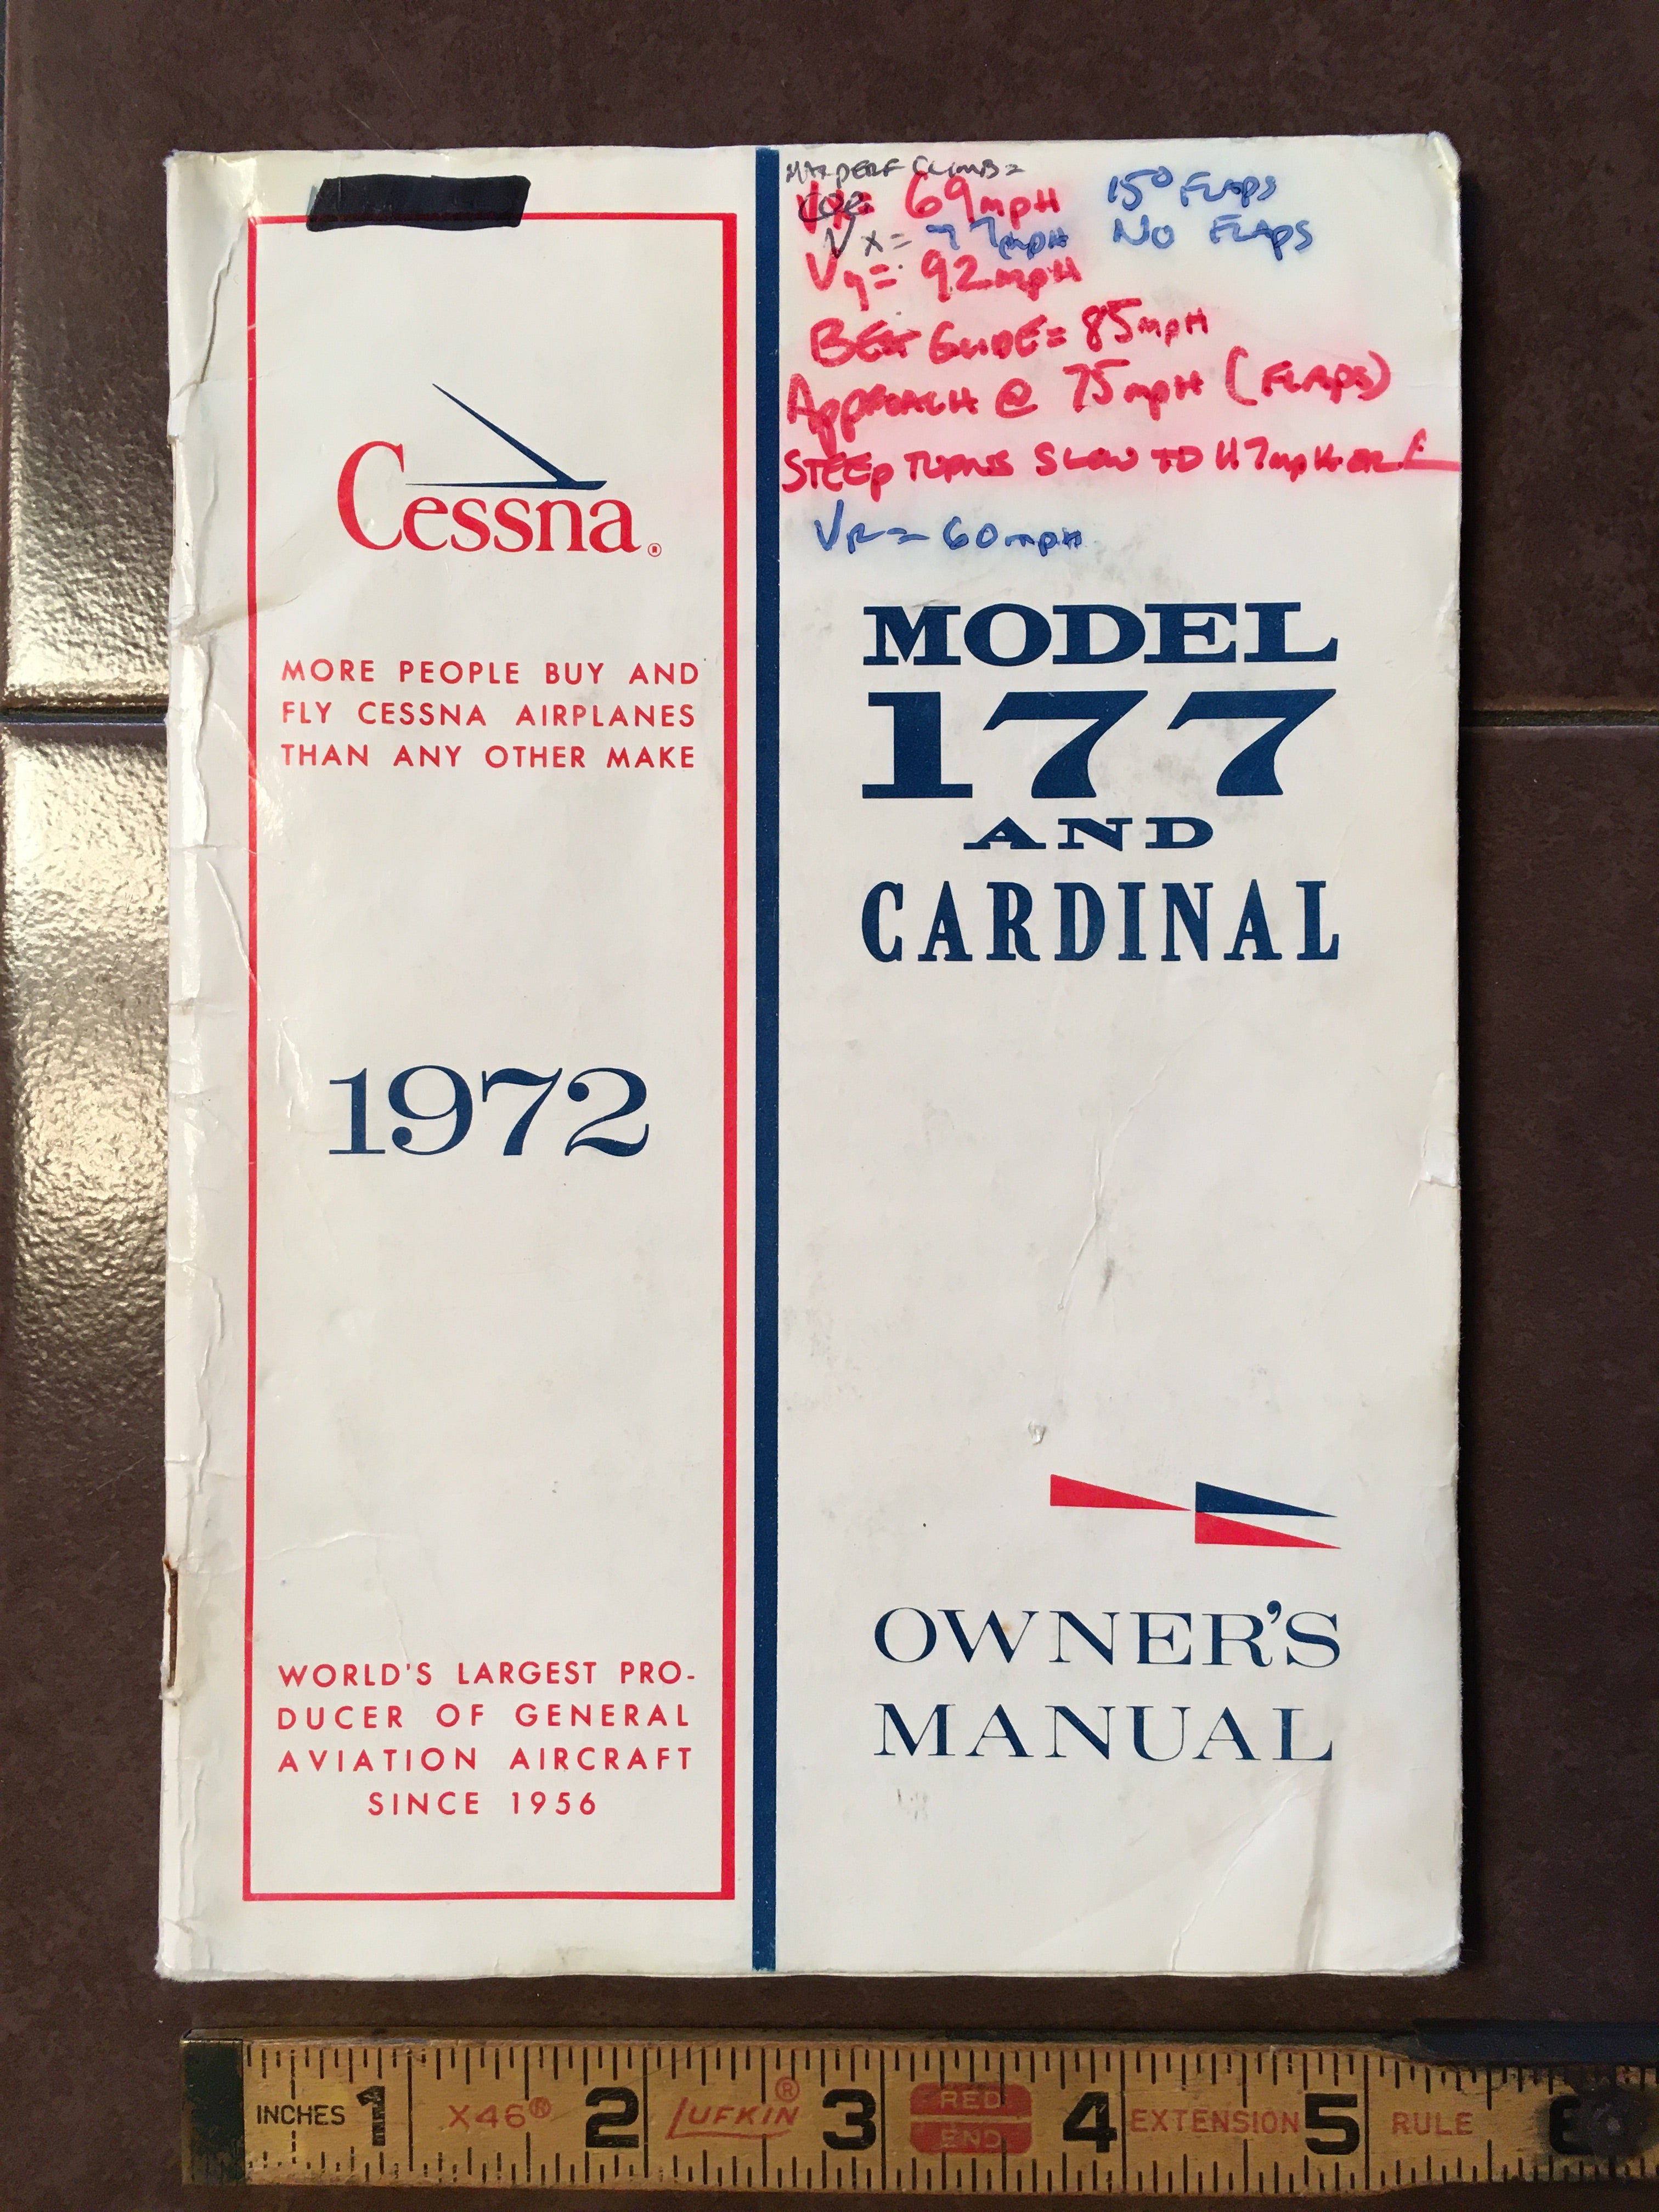 Cessna®
MORE PEOPLE BUY AND
FLY CESSNA AIRPLANES
THAN ANY OTHER MAKE
1972
WORLD'S LARGEST PRO-
DUCER OF GENERAL
AVIATION AIRCRAFT
SINCE 1956
MAX PERF CLIMB=
69mpH 15° FLAPS
Vx= 77mpH NO FLAPS
Vy= 92mpH
BEST GLIDE= 85mpH
APPROACH @ 75mpH (FLAPS)
STEEP TURNS SLOW TO 117mpH OR
VR= 60mpH
MODEL
177
AND
CARDINAL
OWNER'S
MANUAL
INCHES 1 X46® 2 LUFKIN® 3 RED END 4 EXTENSION 5 RULE 6